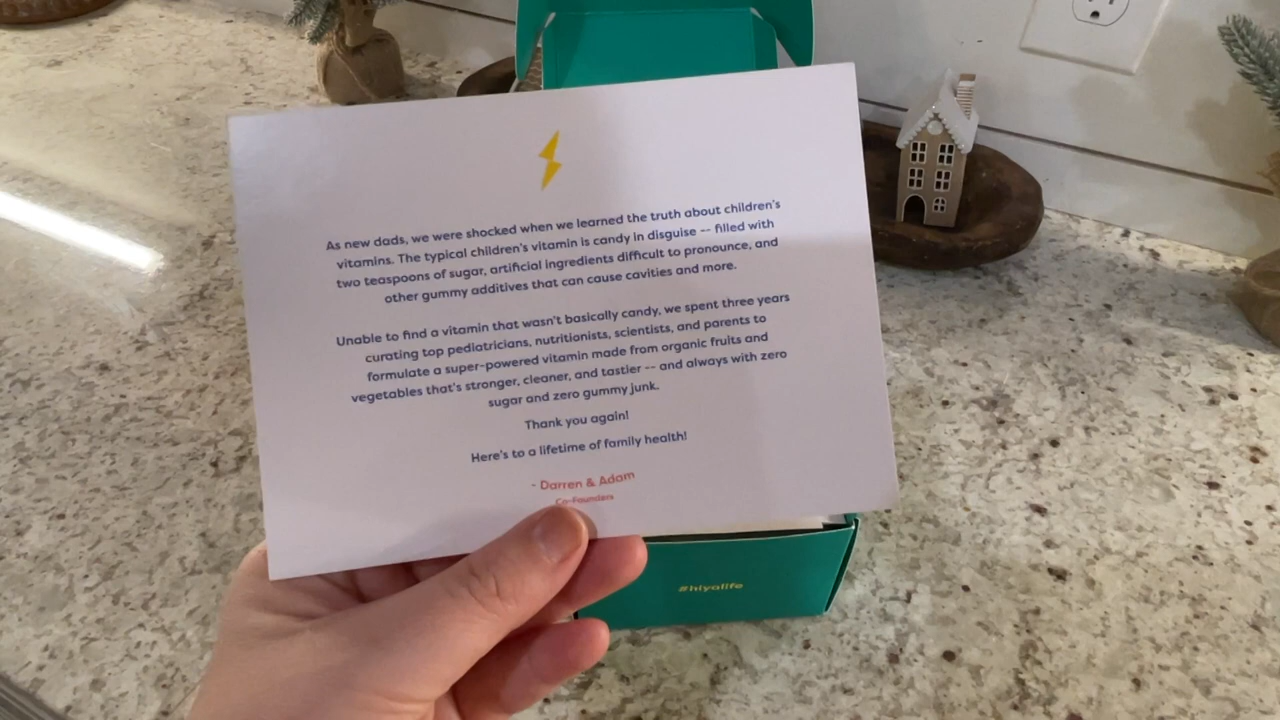 As new dads, we were shocked when we learned the truth about children's
vitamins. The typical children's vitamin is candy in disguise -- filled with
two teaspoons of sugar, artificial ingredients difficult to pronounce, and
other gummy additives that can cause cavities and more.
Unable to find a vitamin that wasn't basically candy, we spent three years
curating top pediatricians, nutritionists, scientists, and parents to
formulate a super-powered vitamin made from organic fruits and
vegetables that's stronger, cleaner, and tastier -- and always with zero
sugar and zero gummy junk.
Thank you again!
Here's to a lifetime of family health!
- Darren & Adam
Co-Founders
#hiyalife